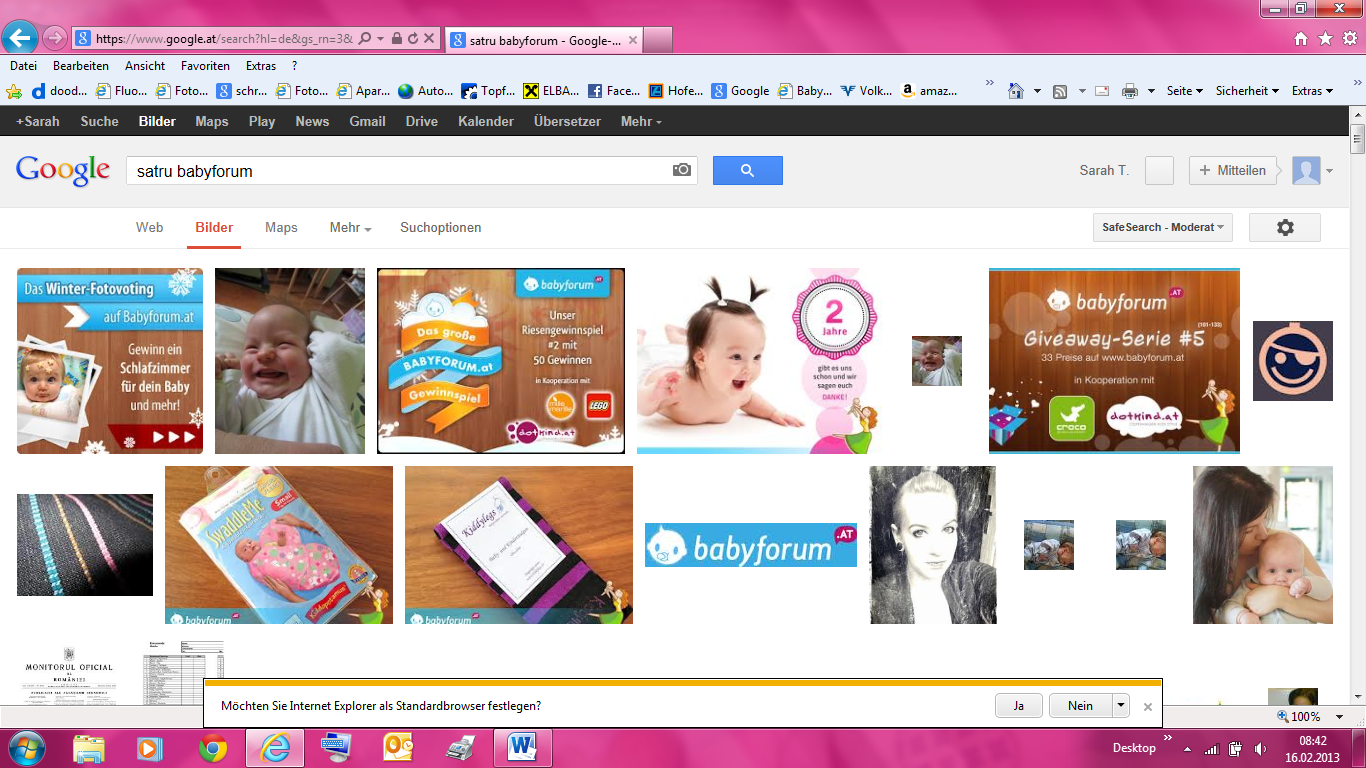 https://www.google.at/search?hl=de&gs_rn=3&
satru babyforum - Google-...
Datei Bearbeiten Ansicht Favoriten Extras ?
dood... Fluo... Foto... schr... Foto... Apar... Auto... Topf... ELBA... Face... Hofe... Google Baby... Volk... amaz... Seite Sicherheit Extras
+Sarah Suche Bilder Maps Play News Gmail Drive Kalender Übersetzer Mehr
Google
satru babyforum
Sarah T.
+ Mitteilen
Web Bilder Maps Mehr Suchoptionen
SafeSearch - Moderat
Das Winter-Fotovoting
auf Babyforum.at
Gewinn ein
Schlafzimmer
für dein Baby
und mehr!
babyforum.AT
Das große
BABYFORUM.at
Gewinnspiel
Unser
Riesengewinnspiel
#2 mit
50 Gewinnen
in Kooperation mit
LEGO
dotkind.at
2
Jahre
gibt es uns
schon und wir
sagen euch
DANKE!
babyforum.AT
(101-133)
Giveaway-Serie #5
33 Preise auf www.babyforum.at
in Kooperation mit
croco
dotkind.at
SwaddleMe
Small
Kiddopotamus
babyforum
Kiddylegs
babyforum
babyforum.AT
MONITORUL OFICIAL
AL
ROMÂNIEI
Möchten Sie Internet Explorer als Standardbrowser festlegen?
Ja
Nein
100%
Desktop
08:42
16.02.2013